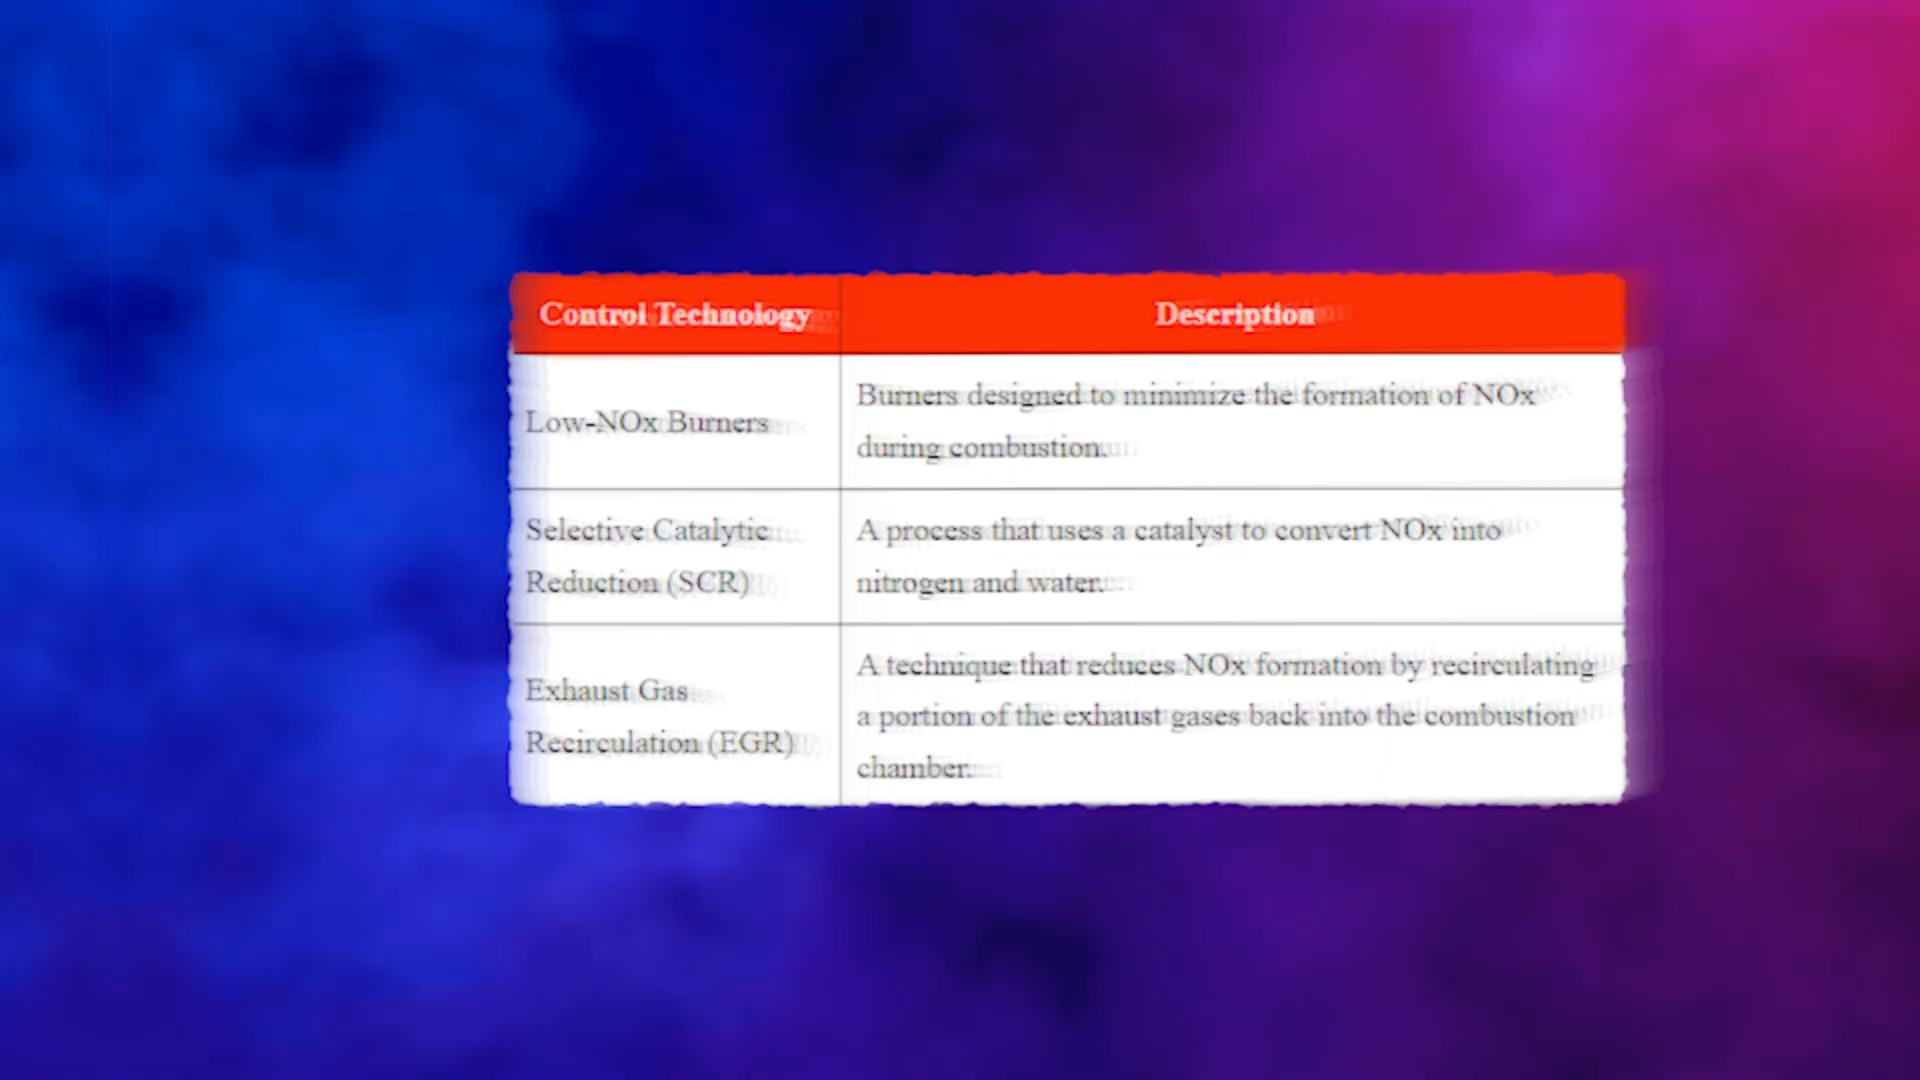 Control Technology
Description
Low-NOx Burners
Burners designed to minimize the formation of NOx
during combustion.
Selective Catalytic
Reduction (SCR)
A process that uses a catalyst to convert NOx into
nitrogen and water.
Exhaust Gas
Recirculation (EGR)
A technique that reduces NOx formation by recirculating
a portion of the exhaust gases back into the combustion
chamber.